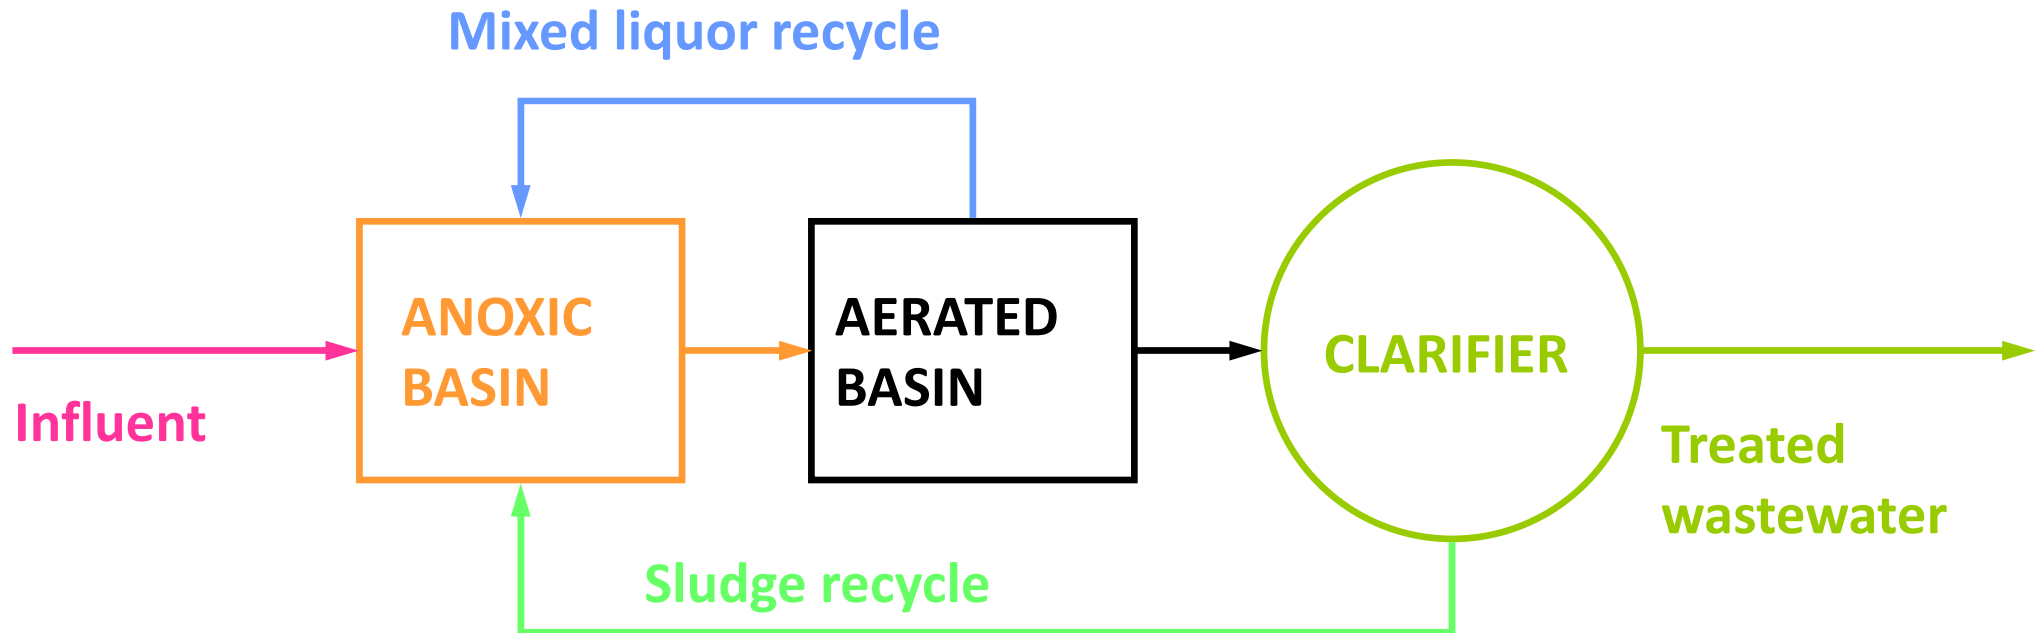 Mixed liquor recycle
ANOXIC
BASIN
AERATED
BASIN
CLARIFIER
Influent
Treated
wastewater
Sludge recycle